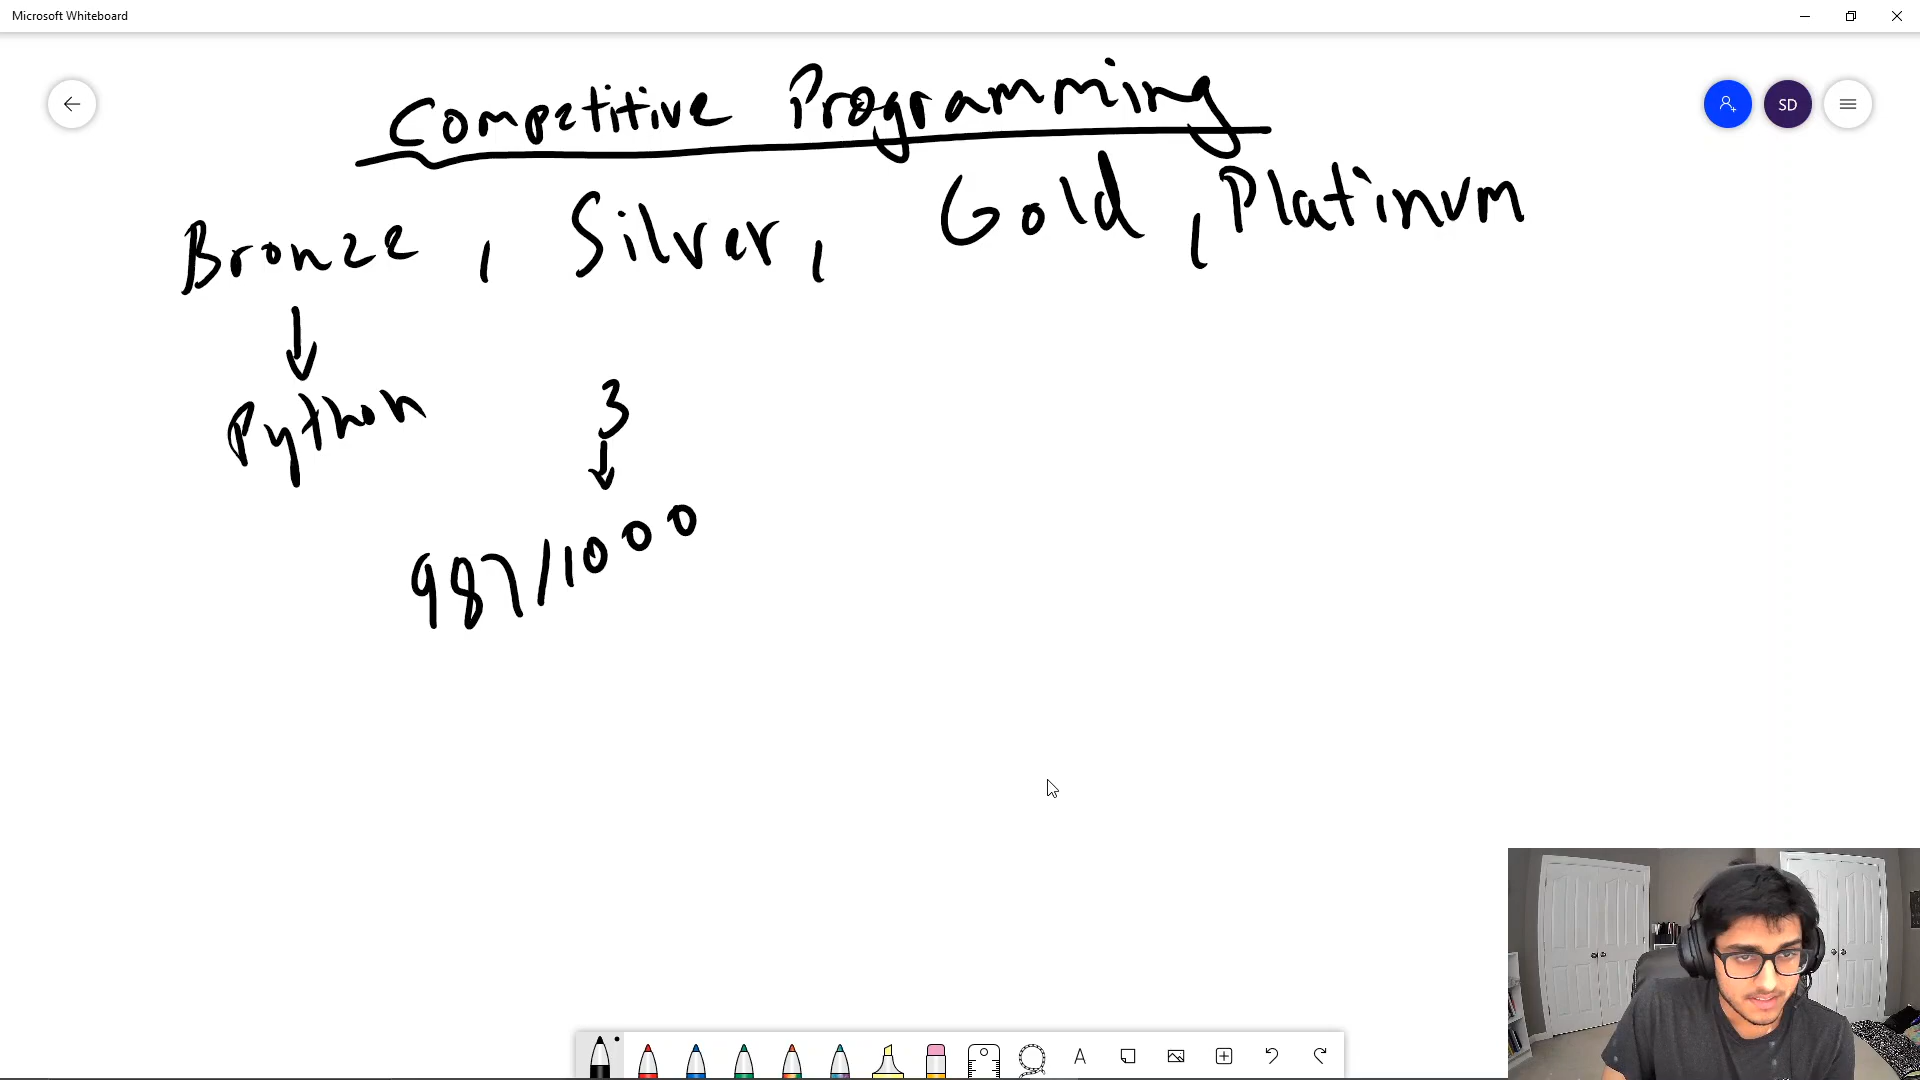 Microsoft Whiteboard
Competitive Programming
SD
Bronze, Silver, Gold, Platinum
Python
3
987/1000
A